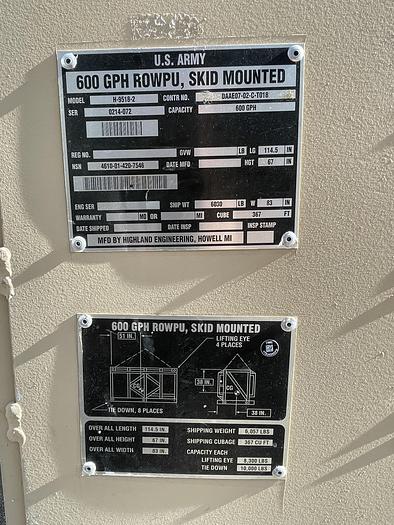 U.S. ARMY
600 GPH ROWPU, SKID MOUNTED
MODEL H-9518-2 CONTR NO. DAAE07-02-C-T018
SER 0214-072 CAPACITY 600 GPH
REG NO. GVW LB LG 114.5 IN
NSN 4610-01-420-7546 DATE MFD HGT 67 IN
ENG SER SHIP WT 6030 LB W 83 IN
WARRANTY MO OR MI CUBE 367 FT
DATE SHIPPED DATE INSP INSP STAMP
MFD BY HIGHLAND ENGINEERING, HOWELL MI
600 GPH ROWPU, SKID MOUNTED
51 IN.
LIFTING EYE
4 PLACES
38 IN.
CG
CG
38 IN.
TIE DOWN, 8 PLACES
OVER ALL LENGTH 114.5 IN.
OVER ALL HEIGHT 67 IN
OVER ALL WIDTH 83 IN
SHIPPING WEIGHT 6,057 LBS
SHIPPING CUBAGE 367 CU FT
CAPACITY EACH
LIFTING EYE 8,300 LBS
TIE DOWN 10,000 LBS